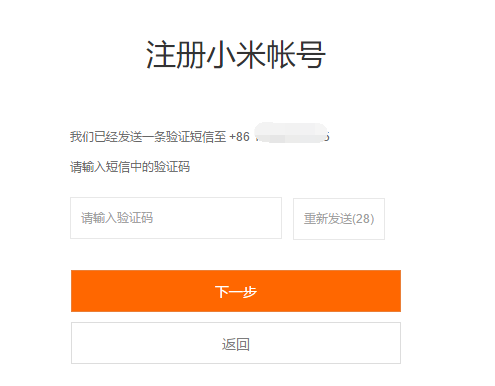 注册小米帐号
我们已经发送一条验证短信至 +86
请输入短信中的验证码
请输入验证码
重新发送(28)
下一步
返回